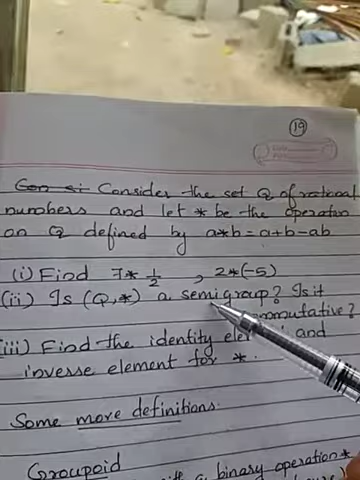 19
Consider the set Q of rational
numbers and let * be the operation
on Q defined by a*b = a+b-ab
(i) Find 7 * 1/2 , 2*(-5)
(ii) Is (Q,*) a semigroup? Is it
commutative?
(iii) Find the identity element and
inverse element for *.
Some more definitions.
Groupoid
a binary operation *